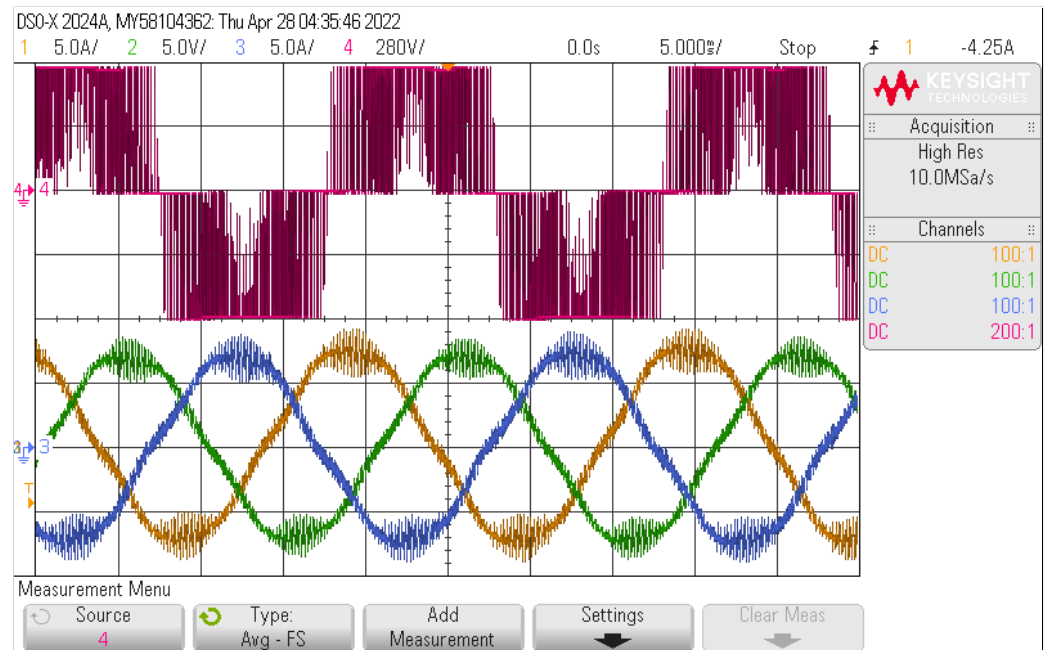 DSO-X 2024A, MY58104362: Thu Apr 28 04:35:46 2022
1 5.0A/ 2 5.0V/ 3 5.0A/ 4 280V/ 0.0s 5.000ms/ Stop 1 -4.25A
KEYSIGHT
TECHNOLOGIES
Acquisition
High Res
10.0MSa/s
Channels
DC 100:1
DC 100:1
DC 100:1
DC 200:1
4 4
3
T
Measurement Menu
Source
4
Type:
Avg - FS
Add
Measurement
Settings
Clear Meas